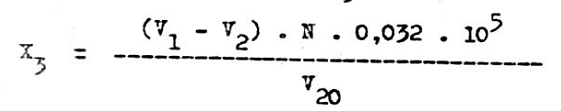 (V₁ - V₂) . N . 0,032 . 10⁵
X₃ = ------------------------------
V₂₀